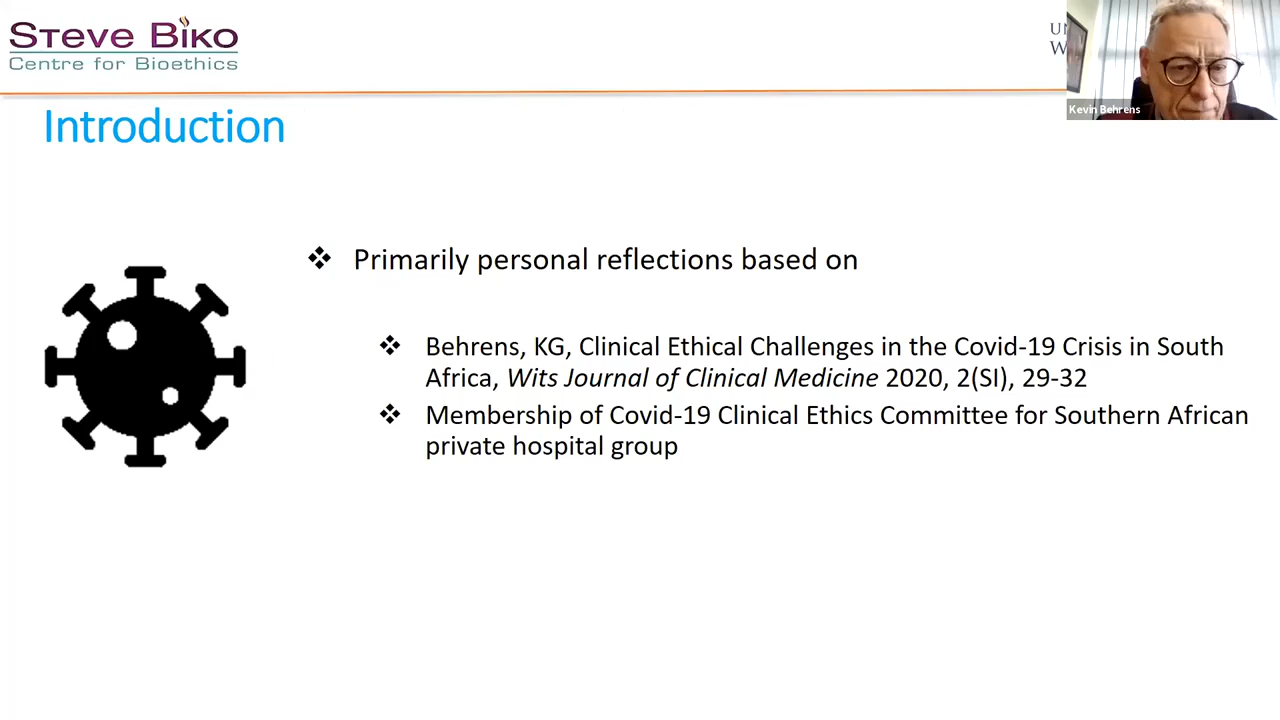 STEVE BIKO
Centre for Bioethics
Kevin Behrens
Introduction
❖ Primarily personal reflections based on
❖ Behrens, KG, Clinical Ethical Challenges in the Covid-19 Crisis in South
Africa, Wits Journal of Clinical Medicine 2020, 2(SI), 29-32
❖ Membership of Covid-19 Clinical Ethics Committee for Southern African
private hospital group